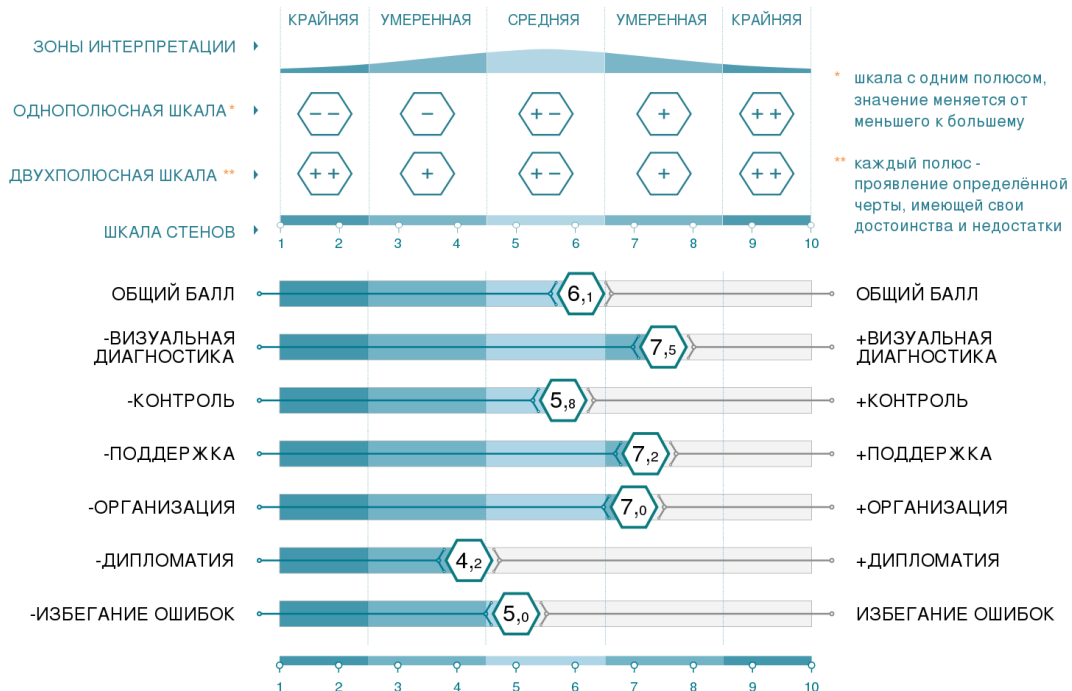 КРАЙНЯЯ УМЕРЕННАЯ СРЕДНЯЯ УМЕРЕННАЯ КРАЙНЯЯ
ЗОНЫ ИНТЕРПРЕТАЦИИ
ОДНОПОЛЮСНАЯ ШКАЛА *
− − − + − + + +
ДВУХПОЛЮСНАЯ ШКАЛА **
+ + + + − + + +
ШКАЛА СТЕНОВ
1 2 3 4 5 6 7 8 9 10
* шкала с одним полюсом,
значение меняется от
меньшего к большему
** каждый полюс -
проявление определённой
черты, имеющей свои
достоинства и недостатки
ОБЩИЙ БАЛЛ 6,1 ОБЩИЙ БАЛЛ
-ВИЗУАЛЬНАЯ
ДИАГНОСТИКА
7,5
+ВИЗУАЛЬНАЯ
ДИАГНОСТИКА
-КОНТРОЛЬ 5,8 +КОНТРОЛЬ
-ПОДДЕРЖКА 7,2 +ПОДДЕРЖКА
-ОРГАНИЗАЦИЯ 7,0 +ОРГАНИЗАЦИЯ
-ДИПЛОМАТИЯ 4,2 +ДИПЛОМАТИЯ
-ИЗБЕГАНИЕ ОШИБОК 5,0 ИЗБЕГАНИЕ ОШИБОК
1 2 3 4 5 6 7 8 9 10